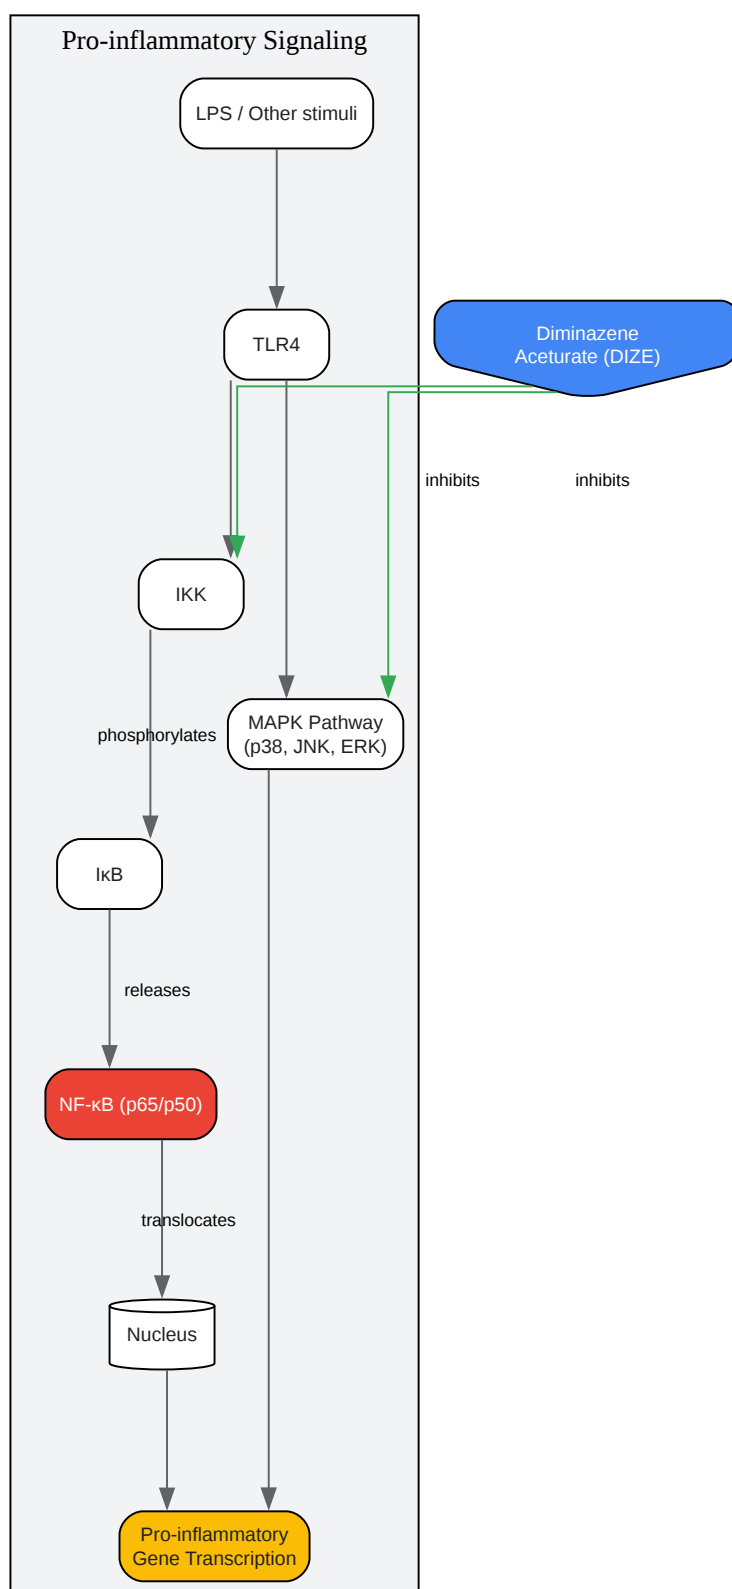 Pro-inflammatory Signaling
LPS / Other stimuli
TLR4
Diminazene
Aceturate (DIZE)
inhibits
inhibits
IKK
MAPK Pathway
(p38, JNK, ERK)
phosphorylates
IκB
releases
NF-κB (p65/p50)
translocates
Nucleus
Pro-inflammatory
Gene Transcription